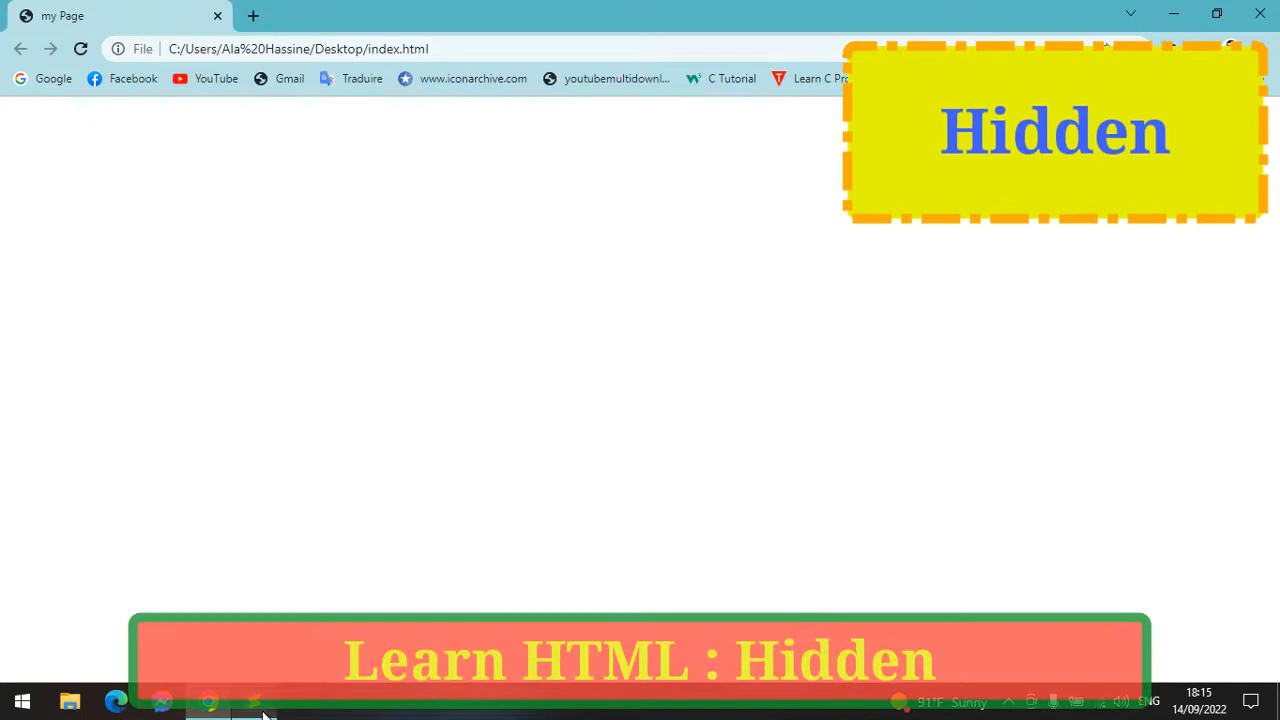 my Page
File C:/Users/Ala%20Hassine/Desktop/index.html
Google Facebook YouTube Gmail Traduire www.iconarchive.com youtubemultidownl... C Tutorial Learn C Pr
Hidden
Learn HTML : Hidden
91°F Sunny ENG 18:15
14/09/2022